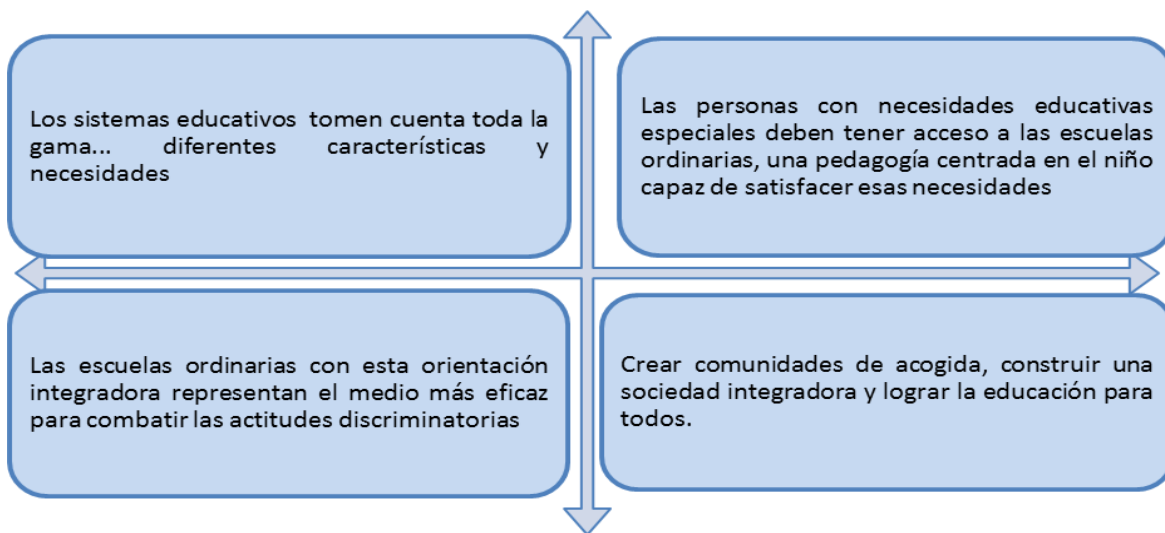 Los sistemas educativos tomen cuenta toda la
gama... diferentes características y
necesidades
Las personas con necesidades educativas
especiales deben tener acceso a las escuelas
ordinarias, una pedagogía centrada en el niño
capaz de satisfacer esas necesidades
Las escuelas ordinarias con esta orientación
integradora representan el medio más eficaz
para combatir las actitudes discriminatorias
Crear comunidades de acogida, construir una
sociedad integradora y lograr la educación para
todos.